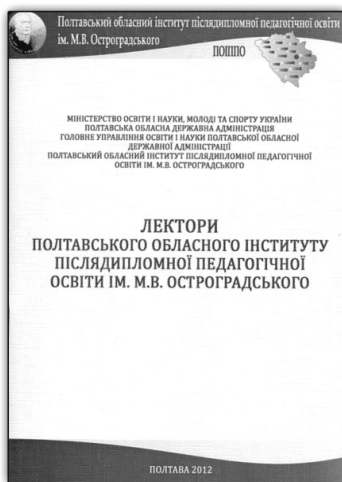 Полтавський обласний інститут післядипломної педагогічної освіти
ім. М.В. Остроградського
ПОІППО
МІНІСТЕРСТВО ОСВІТИ І НАУКИ, МОЛОДІ ТА СПОРТУ УКРАЇНИ
ПОЛТАВСЬКА ОБЛАСНА ДЕРЖАВНА АДМІНІСТРАЦІЯ
ГОЛОВНЕ УПРАВЛІННЯ ОСВІТИ І НАУКИ ПОЛТАВСЬКОЇ ОБЛАСНОЇ
ДЕРЖАВНОЇ АДМІНІСТРАЦІЇ
ПОЛТАВСЬКИЙ ОБЛАСНИЙ ІНСТИТУТ ПІСЛЯДИПЛОМНОЇ ПЕДАГОГІЧНОЇ
ОСВІТИ ІМ. М.В. ОСТРОГРАДСЬКОГО
ЛЕКТОРИ
ПОЛТАВСЬКОГО ОБЛАСНОГО ІНСТИТУТУ
ПІСЛЯДИПЛОМНОЇ ПЕДАГОГІЧНОЇ
ОСВІТИ ІМ. М.В. ОСТРОГРАДСЬКОГО
ПОЛТАВА 2012